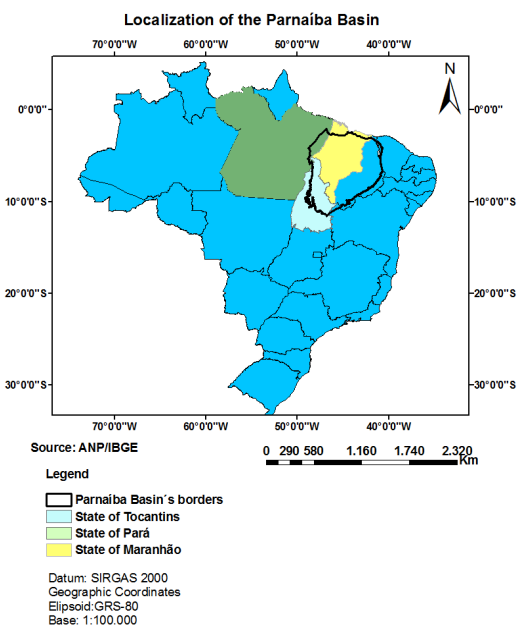 Localization of the Parnaíba Basin
70°0'0"W 60°0'0"W 50°0'0"W 40°0'0"W
N
0°0'0" 0°0'0"
10°0'0"S 10°0'0"S
20°0'0"S 20°0'0"S
30°0'0"S 30°0'0"S
70°0'0"W 60°0'0"W 50°0'0"W 40°0'0"W
Source: ANP/IBGE
0 290 580 1.160 1.740 2.320
Km
Legend
Parnaiba Basin´s borders
State of Tocantins
State of Pará
State of Maranhão
Datum: SIRGAS 2000
Geographic Coordinates
Elipsoid:GRS-80
Base: 1:100.000